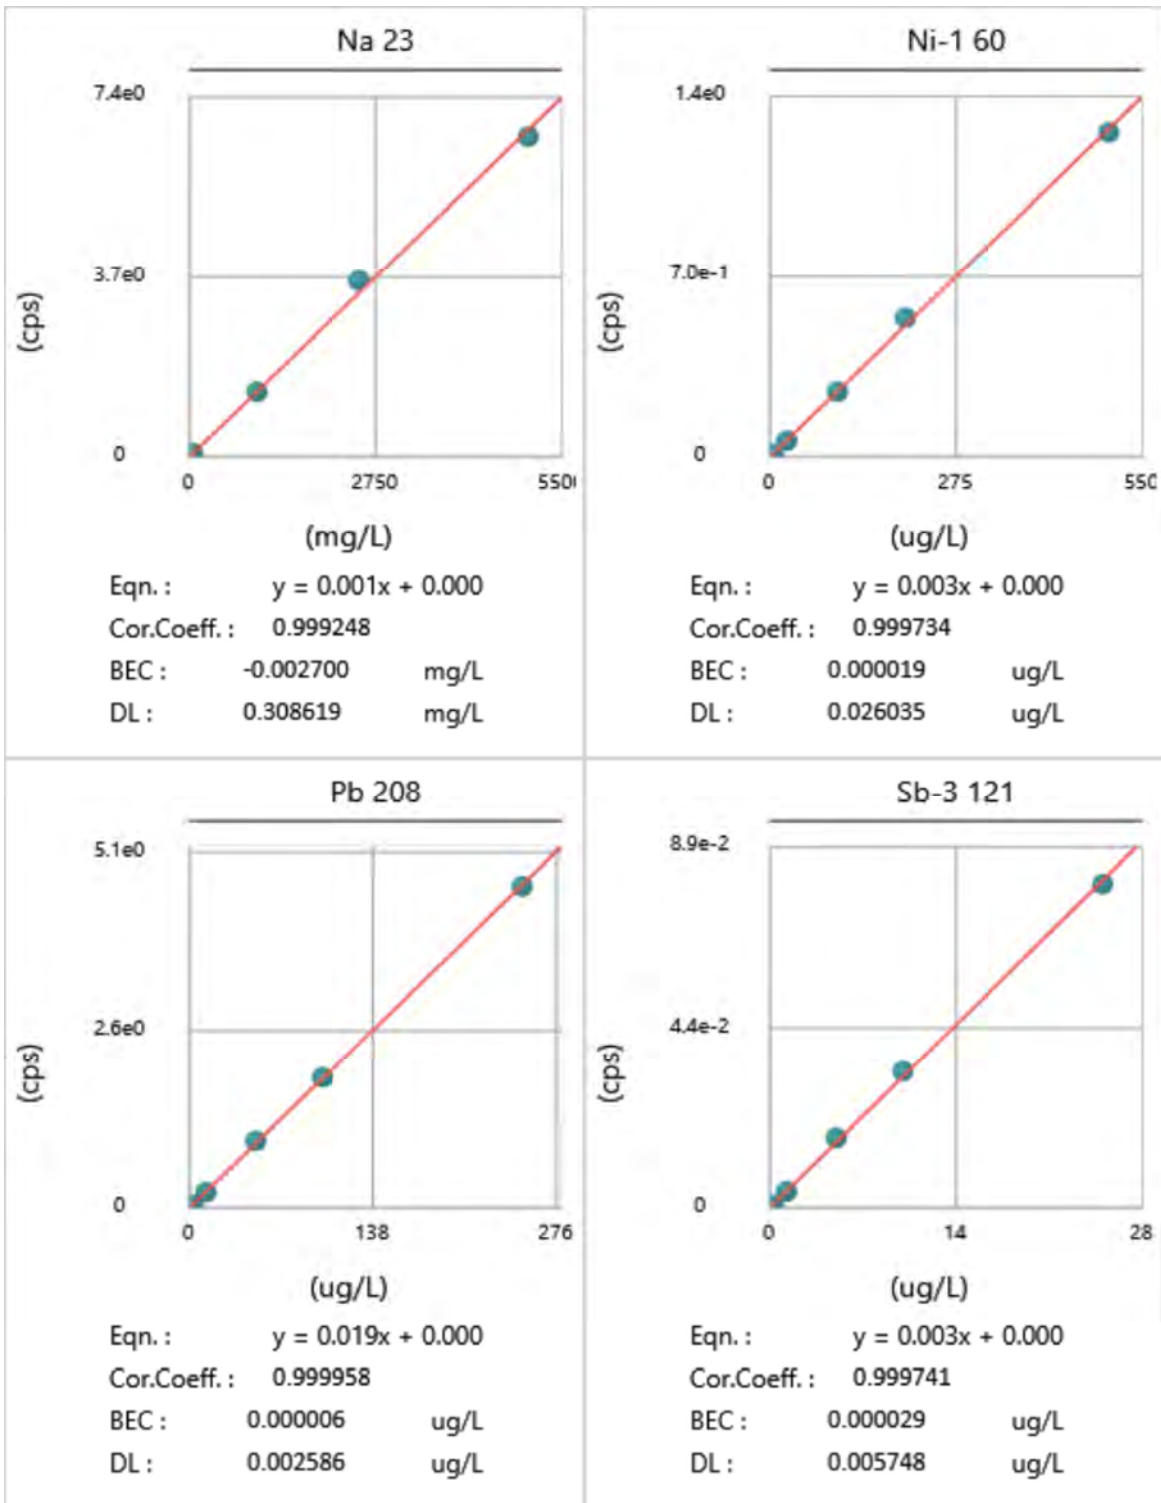 Na 23
7.4e0
3.7e0
0
(cps)
0 2750 550
(mg/L)
Eqn. : y = 0.001x + 0.000
Cor.Coeff. : 0.999248
BEC : -0.002700 mg/L
DL : 0.308619 mg/L
Ni-1 60
1.4e0
7.0e-1
0
(cps)
0 275 550
(ug/L)
Eqn. : y = 0.003x + 0.000
Cor.Coeff. : 0.999734
BEC : 0.000019 ug/L
DL : 0.026035 ug/L
Pb 208
5.1e0
2.6e0
0
(cps)
0 138 276
(ug/L)
Eqn. : y = 0.019x + 0.000
Cor.Coeff. : 0.999958
BEC : 0.000006 ug/L
DL : 0.002586 ug/L
Sb-3 121
8.9e-2
4.4e-2
0
(cps)
0 14 28
(ug/L)
Eqn. : y = 0.003x + 0.000
Cor.Coeff. : 0.999741
BEC : 0.000029 ug/L
DL : 0.005748 ug/L